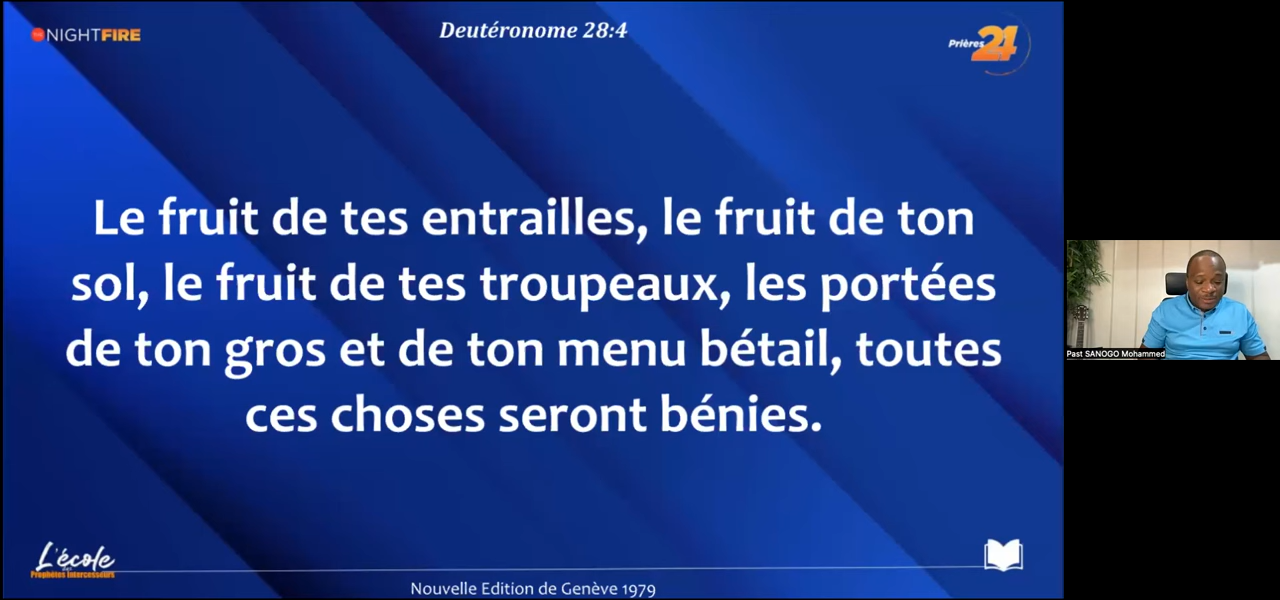 NIGHTFIRE
Deutéronome 28:4
Prières 24
Le fruit de tes entrailles, le fruit de ton
sol, le fruit de tes troupeaux, les portées
de ton gros et de ton menu bétail, toutes
ces choses seront bénies.
Past SANOGO Mohammed
L'école
Prophètes Intercesseurs
Nouvelle Edition de Genève 1979